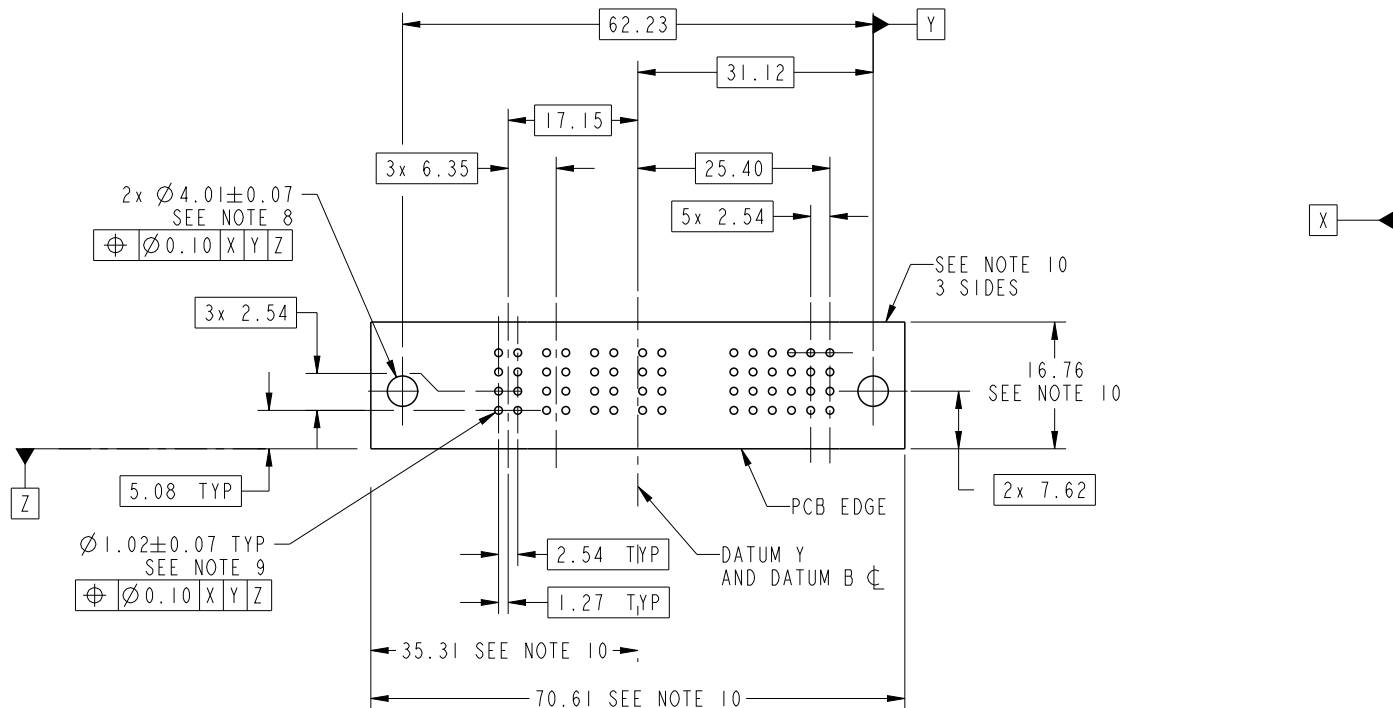 62.23
Y
31.12
17.15
3x 6.35
25.40
2x Ø4.01±0.07
SEE NOTE 8
⌖ Ø0.10 X Y Z
5x 2.54
X
SEE NOTE 10
3 SIDES
3x 2.54
16.76
SEE NOTE 10
5.08 TYP
2x 7.62
Z
PCB EDGE
Ø1.02±0.07 TYP
SEE NOTE 9
⌖ Ø0.10 X Y Z
2.54 TYP
DATUM Y
AND DATUM B ℄
1.27 TYP
35.31 SEE NOTE 10
70.61 SEE NOTE 10